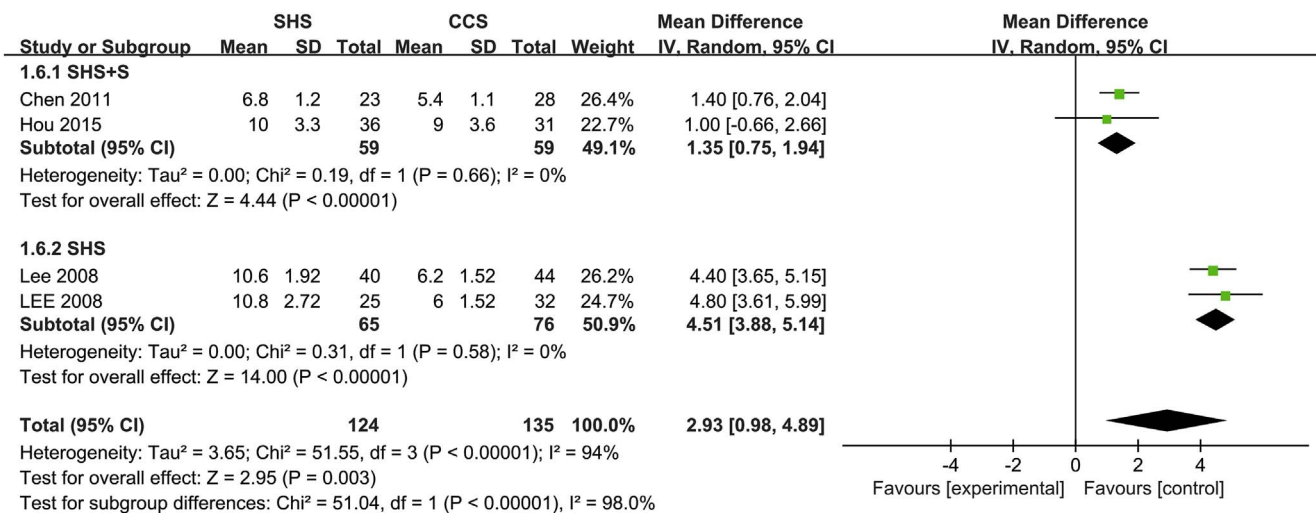 SHS CCS Mean Difference Mean Difference
Study or Subgroup Mean SD Total Mean SD Total Weight IV, Random, 95% CI IV, Random, 95% CI
1.6.1 SHS+S
Chen 2011 6.8 1.2 23 5.4 1.1 28 26.4% 1.40 [0.76, 2.04]
Hou 2015 10 3.3 36 9 3.6 31 22.7% 1.00 [-0.66, 2.66]
Subtotal (95% CI) 59 59 49.1% 1.35 [0.75, 1.94]
Heterogeneity: Tau² = 0.00; Chi² = 0.19, df = 1 (P = 0.66); I² = 0%
Test for overall effect: Z = 4.44 (P < 0.00001)
1.6.2 SHS
Lee 2008 10.6 1.92 40 6.2 1.52 44 26.2% 4.40 [3.65, 5.15]
LEE 2008 10.8 2.72 25 6 1.52 32 24.7% 4.80 [3.61, 5.99]
Subtotal (95% CI) 65 76 50.9% 4.51 [3.88, 5.14]
Heterogeneity: Tau² = 0.00; Chi² = 0.31, df = 1 (P = 0.58); I² = 0%
Test for overall effect: Z = 14.00 (P < 0.00001)
Total (95% CI) 124 135 100.0% 2.93 [0.98, 4.89]
Heterogeneity: Tau² = 3.65; Chi² = 51.55, df = 3 (P < 0.00001); I² = 94%
Test for overall effect: Z = 2.95 (P = 0.003)
Test for subgroup differences: Chi² = 51.04, df = 1 (P < 0.00001), I² = 98.0%
-4 -2 0 2 4
Favours [experimental] Favours [control]